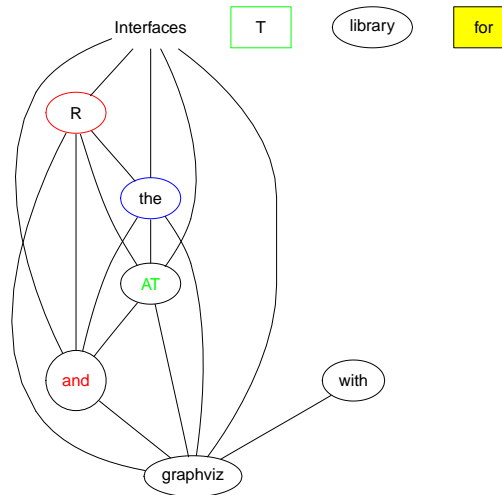 Interfaces
T
library
for
R
the
AT
and
with
graphviz